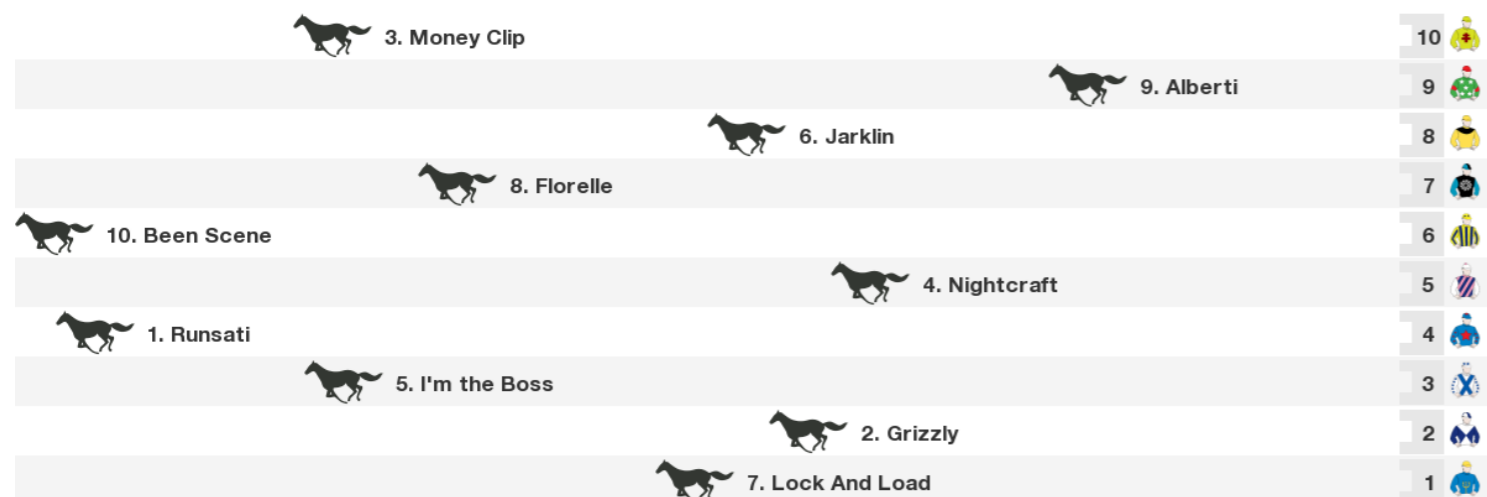 3. Money Clip 10
9. Alberti 9
6. Jarklin 8
8. Florelle 7
10. Been Scene 6
4. Nightcraft 5
1. Runsati 4
5. I'm the Boss 3
2. Grizzly 2
7. Lock And Load 1